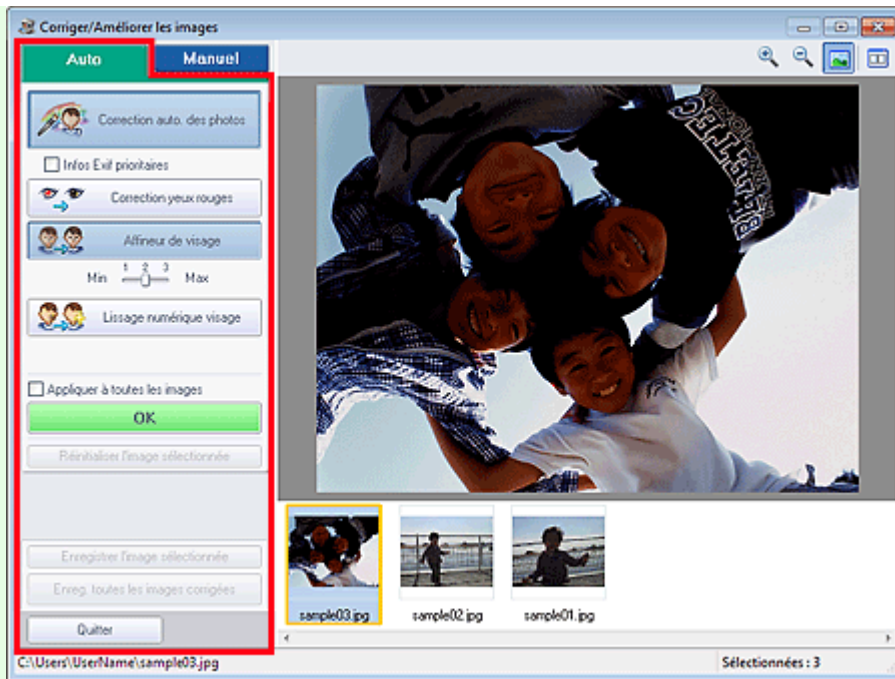 Corriger/Améliorer les images
Auto
Manuel
Correction auto. des photos
Infos Exif prioritaires
Correction yeux rouges
Affineur de visage
1 2 3
Min Max
Lissage numérique visage
Appliquer à toutes les images
OK
Réinitialiser l'image sélectionnée
Enregistrer l'image sélectionnée
Enreg. toutes les images corrigées
Quitter
sample03.jpg
sample02.jpg
sample01.jpg
C:\Users\UserName\sample03.jpg
Sélectionnées : 3